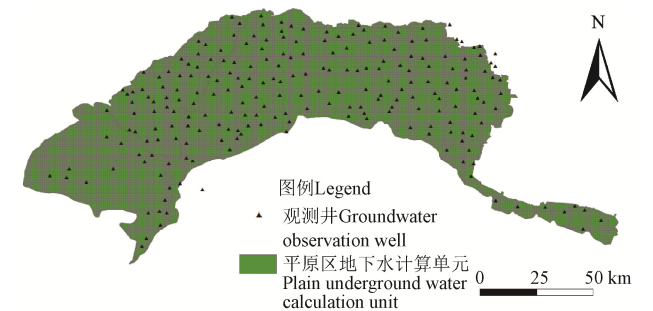 N
图例Legend
观测井Groundwater
observation well
平原区地下水计算单元
Plain underground water
calculation unit
0 25 50 km